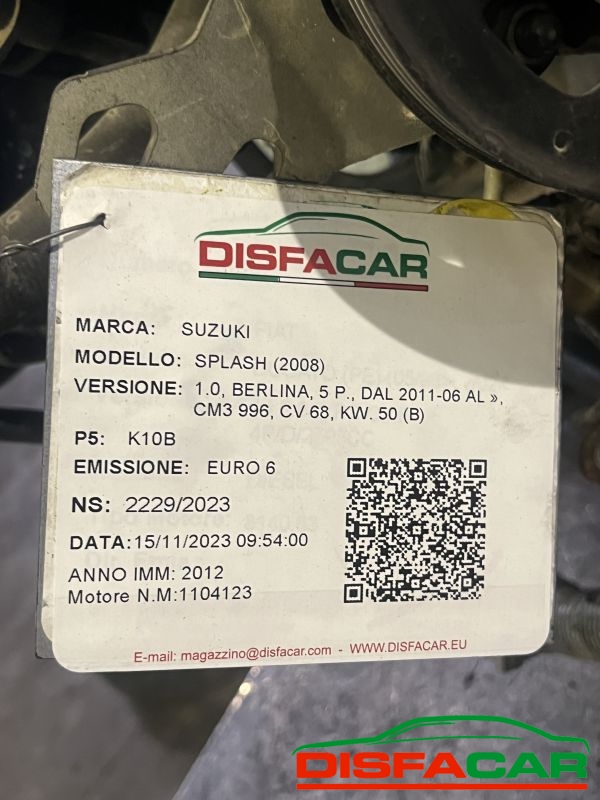 DISFACAR
MARCA: SUZUKI
MODELLO: SPLASH (2008)
VERSIONE: 1.0, BERLINA, 5 P., DAL 2011-06 AL »,
CM3 996, CV 68, KW. 50 (B)
P5: K10B
EMISSIONE: EURO 6
NS: 2229/2023
DATA:15/11/2023 09:54:00
ANNO IMM: 2012
Motore N.M:1104123
E-mail: magazzino@disfacar.com - WWW.DISFACAR.EU
DISFACAR